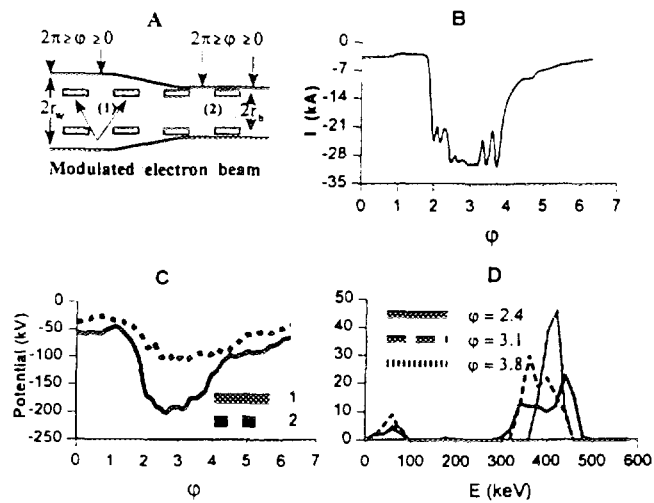 A
2π ≥ φ ≥ 0
2π ≥ φ ≥ 0
2r_w
(1)
(2)
2r_b
Modulated electron beam
B
I (kA)
0
-7
-14
-21
-28
-35
0 1 2 3 4 5 6 7
φ
C
Potential (kV)
0
-50
-100
-150
-200
-250
1
2
0 1 2 3 4 5 6 7
φ
D
50
40
30
20
10
0
φ = 2.4
φ = 3.1
φ = 3.8
0 100 200 300 400 500 600
E (keV)